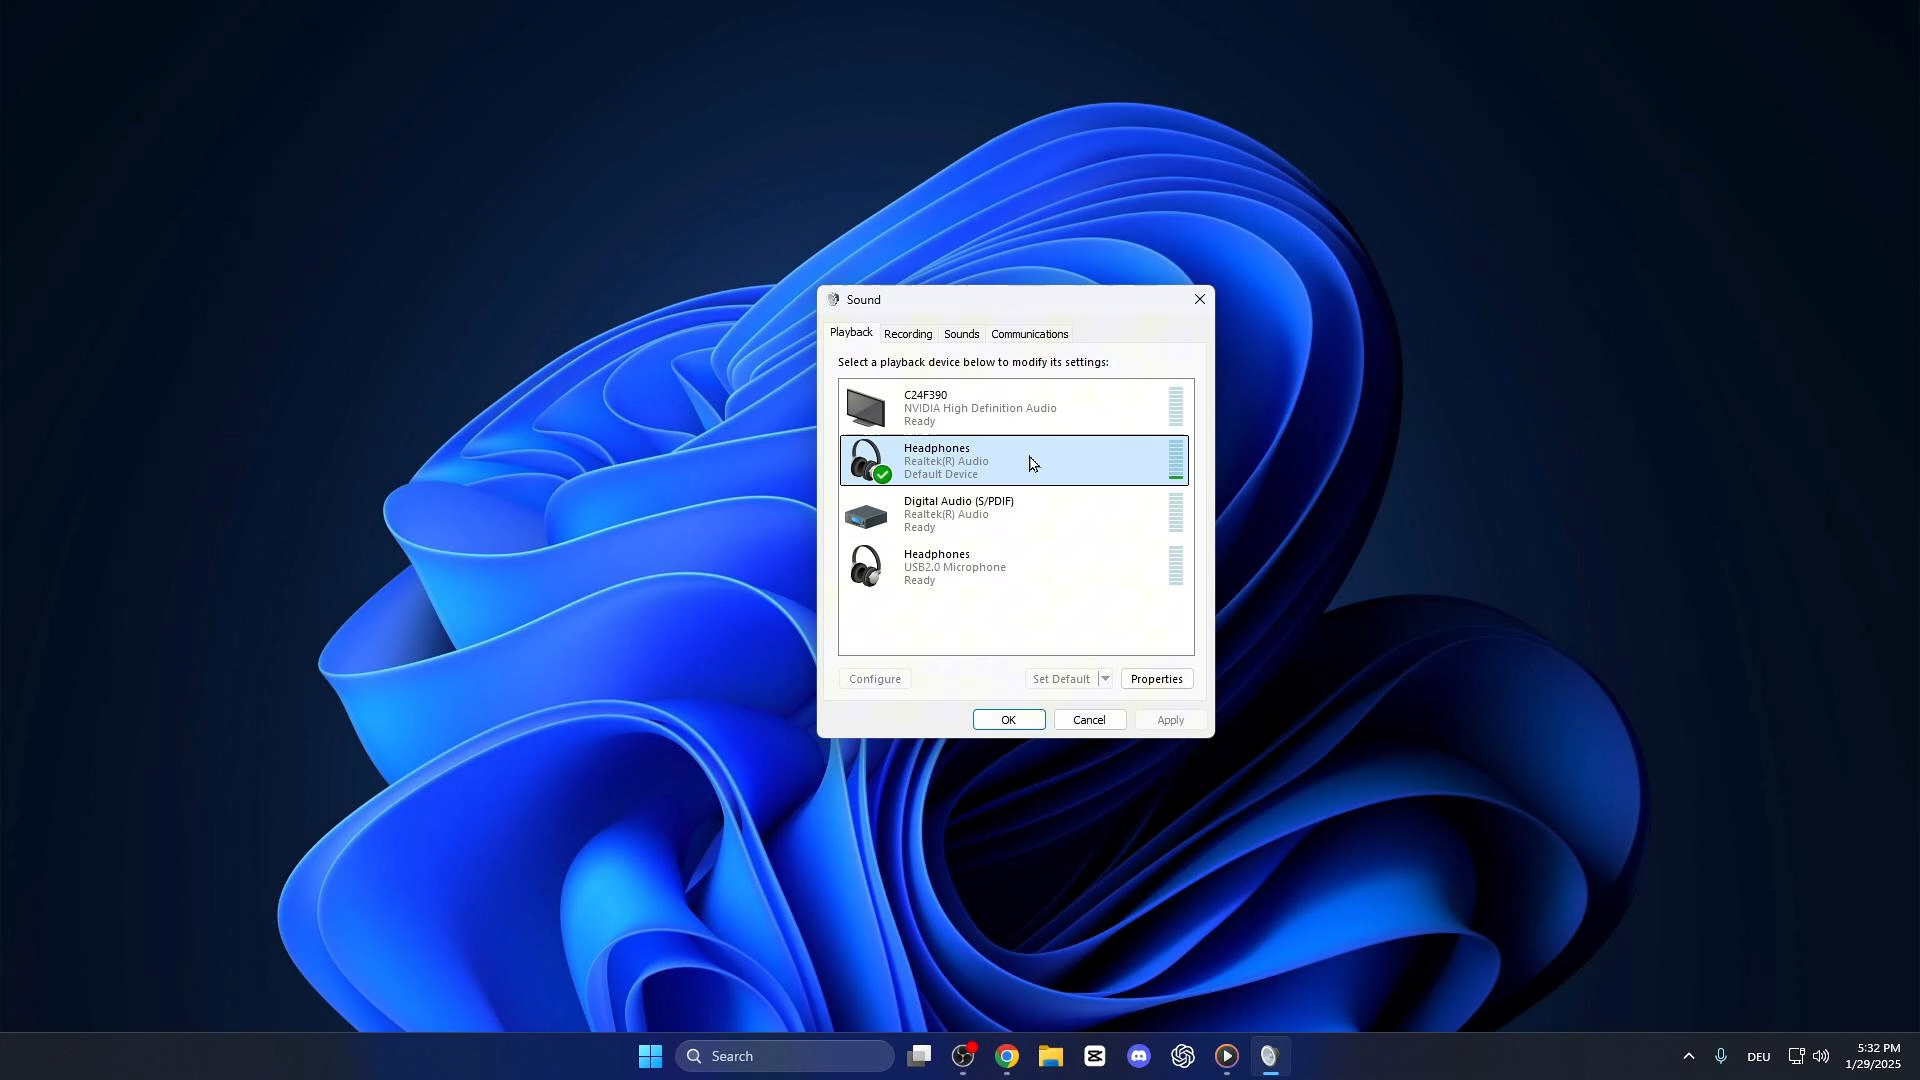 Sound
Playback Recording Sounds Communications
Select a playback device below to modify its settings:
C24F390
NVIDIA High Definition Audio
Ready
Headphones
Realtek(R) Audio
Default Device
Digital Audio (S/PDIF)
Realtek(R) Audio
Ready
Headphones
USB2.0 Microphone
Ready
Configure Set Default Properties
OK Cancel Apply
Search
DEU
5:32 PM
1/29/2025